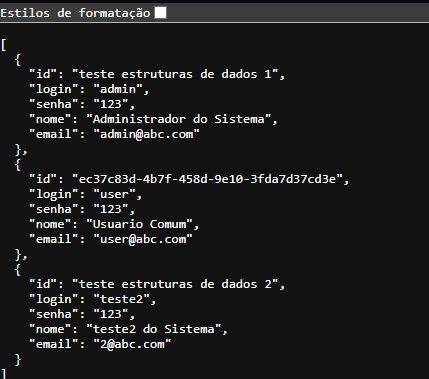 Estilos de formatação
[
  {
    "id": "teste estruturas de dados 1",
    "login": "admin",
    "senha": "123",
    "nome": "Administrador do Sistema",
    "email": "admin@abc.com"
  },
  {
    "id": "ec37c83d-4b7f-458d-9e10-3fda7d37cd3e",
    "login": "user",
    "senha": "123",
    "nome": "Usuario Comum",
    "email": "user@abc.com"
  },
  {
    "id": "teste estruturas de dados 2",
    "login": "teste2",
    "senha": "123",
    "nome": "teste2 do Sistema",
    "email": "2@abc.com"
  }
]